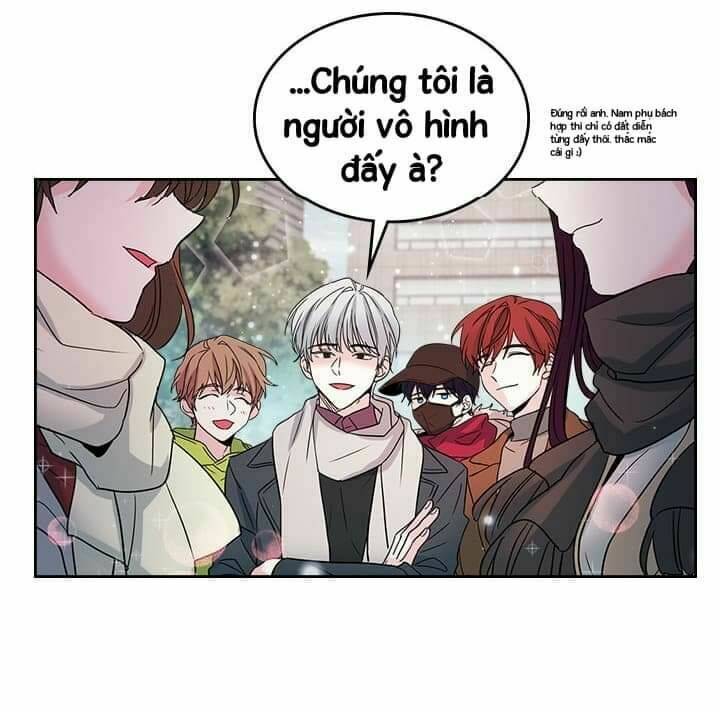 ...Chúng tôi là
người vô hình
đấy à?
Đúng rồi anh. Nam phụ bách
hợp thì chỉ có đất diễn
từng đấy thôi. thắc mắc
cái gì :)